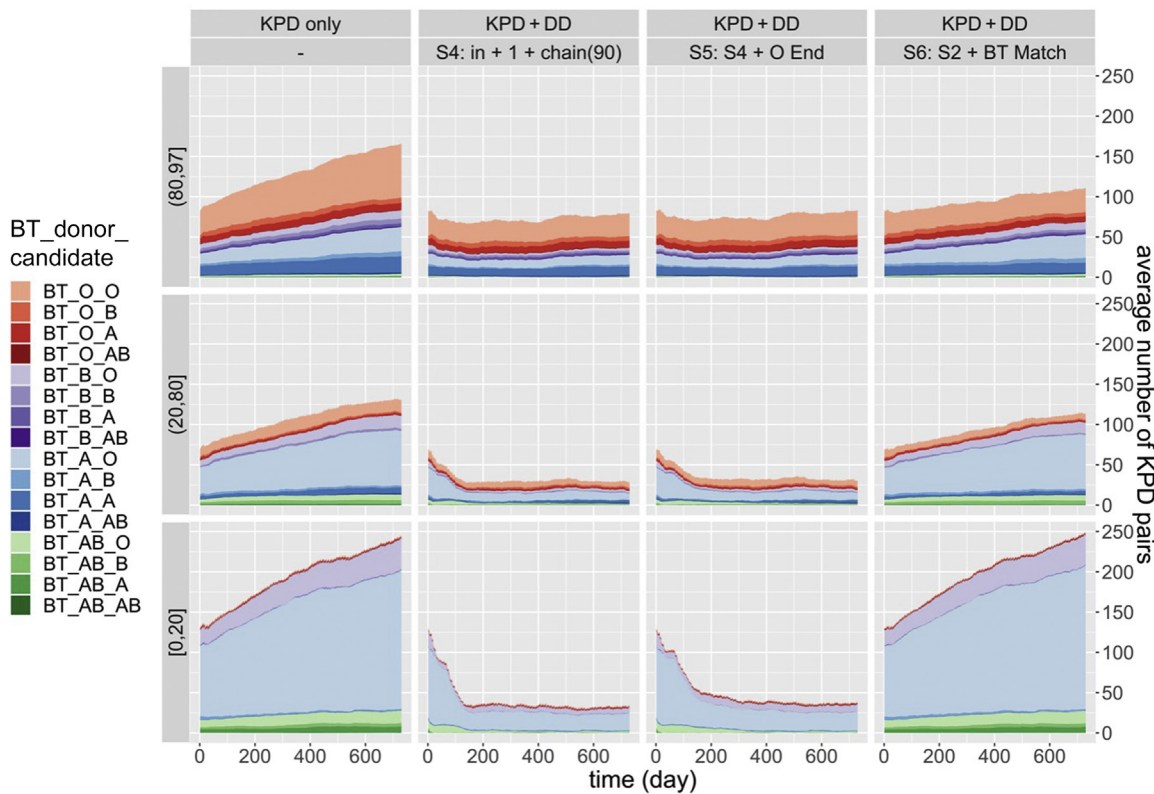 KPD only
KPD + DD
KPD + DD
KPD + DD
-
S4: in + 1 + chain(90)
S5: S4 + O End
S6: S2 + BT Match
(80,97]
250
200
150
100
50
0
(20,80]
250
200
150
100
50
0
[0,20]
250
200
150
100
50
0
average number of KPD pairs
BT_donor_
candidate
BT_O_O
BT_O_B
BT_O_A
BT_O_AB
BT_B_O
BT_B_B
BT_B_A
BT_B_AB
BT_A_O
BT_A_B
BT_A_A
BT_A_AB
BT_AB_O
BT_AB_B
BT_AB_A
BT_AB_AB
0 200 400 600
0 200 400 600
0 200 400 600
0 200 400 600
time (day)